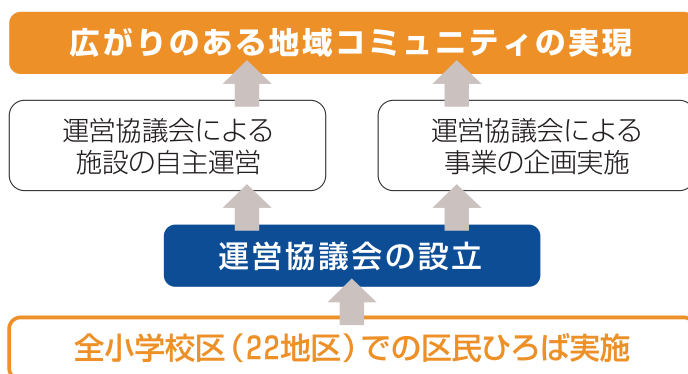 広がりのある地域コミュニティの実現
運営協議会による
施設の自主運営
運営協議会による
事業の企画実施
運営協議会の設立
全小学校区(22地区)での区民ひろば実施